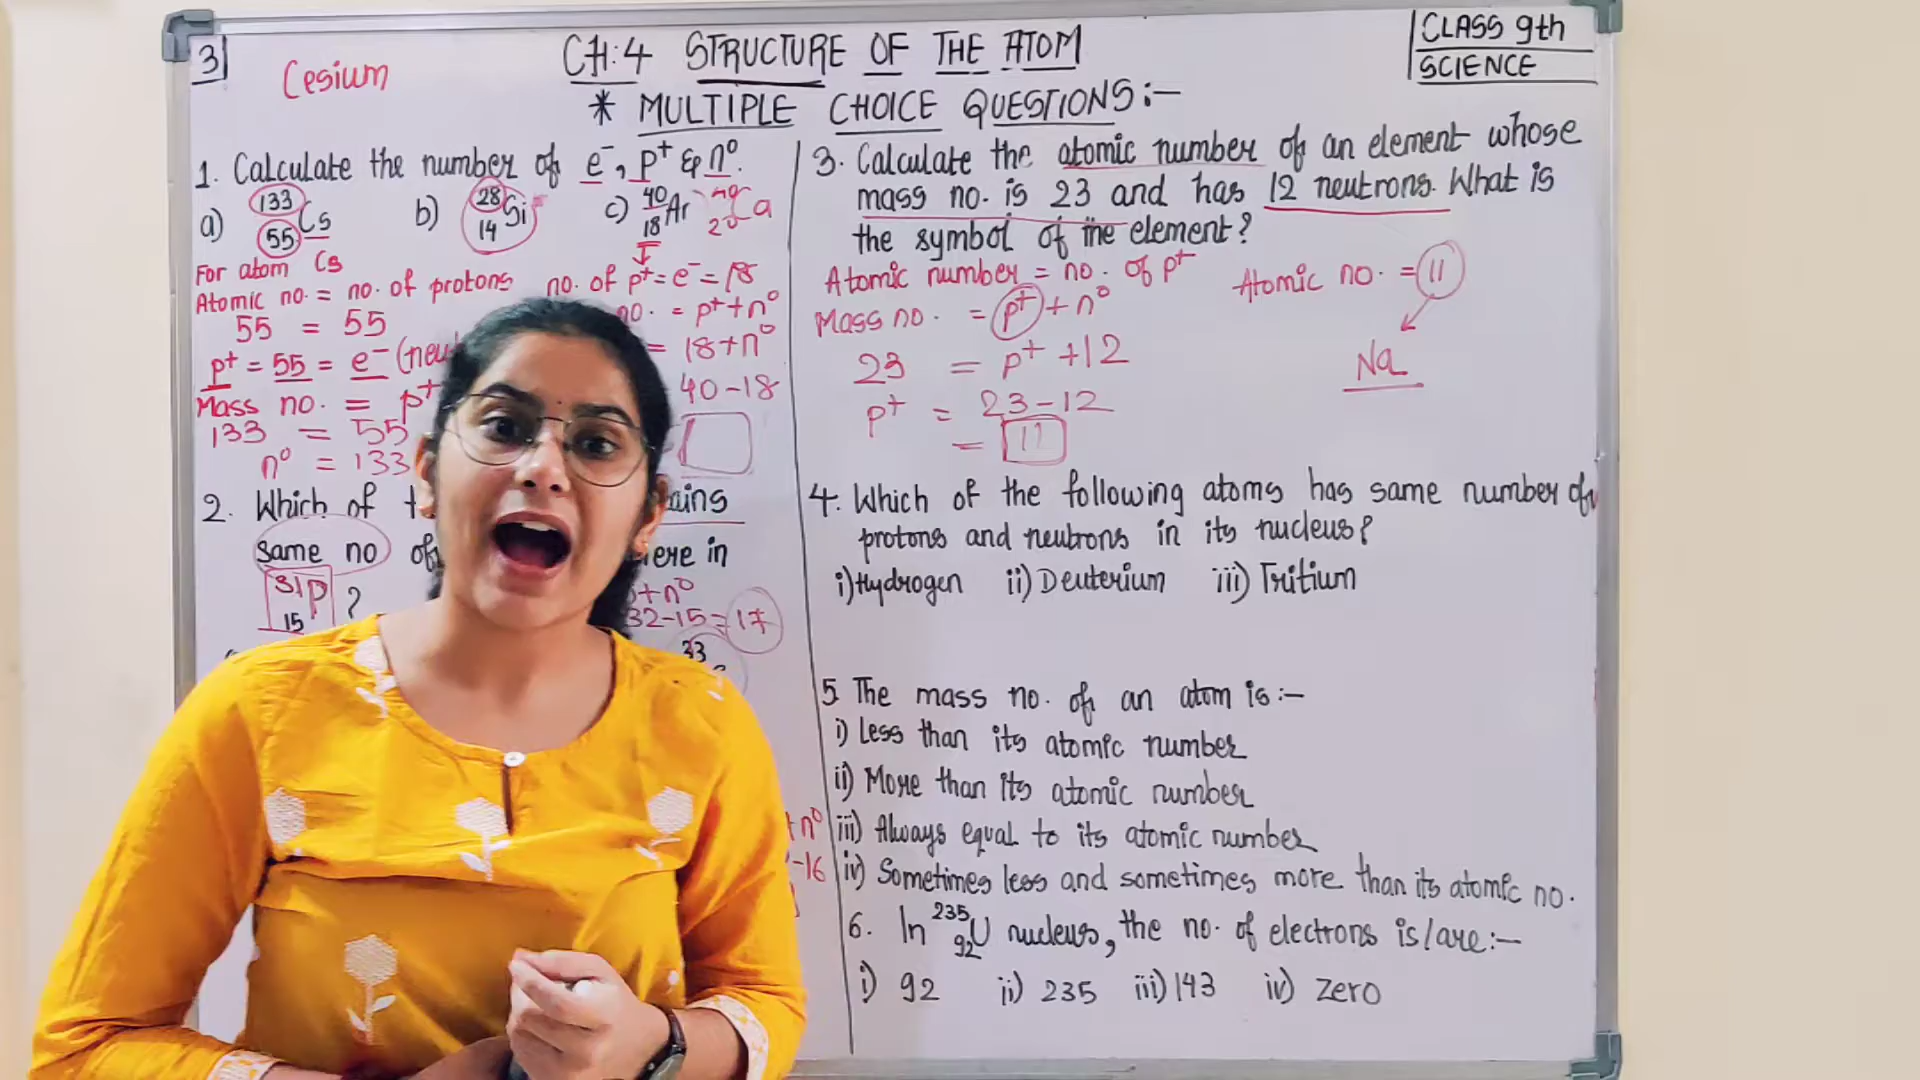 3
Cesium
CH:4 STRUCTURE OF THE ATOM
CLASS 9th
SCIENCE
* MULTIPLE CHOICE QUESTIONS:-
1. Calculate the number of e⁻, p⁺ & n⁰.
a) 133 55 Cs b) 28 14 Si c) 40 18 Ar 40 20 Ca
For atom Cs
Atomic no. = no. of protons
55 = 55
p⁺ = 55 = e⁻ (neu
Mass no. = p⁺
133 = 55
n⁰ = 133
no. of p⁺ = e⁻ = 18
no. = p⁺ + n⁰
= 18 + n⁰
40 - 18
2. Which of
same no of ere in
31 15 P ?
+ n⁰
32 - 15 = 17
33
+ n⁰
- 16
3. Calculate the atomic number of an element whose
mass no. is 23 and has 12 neutrons. What is
the symbol of the element?
Atomic number = no. of p⁺
Mass no. = p⁺ + n⁰
23 = p⁺ + 12
p⁺ = 23 - 12
= 11
Atomic no. = 11
Na
4. Which of the following atoms has same number of
protons and neutrons in its nucleus?
i) Hydrogen ii) Deuterium iii) Tritium
5 The mass no. of an atom is :-
i) Less than its atomic number
ii) More than its atomic number
iii) Always equal to its atomic number
iv) Sometimes less and sometimes more than its atomic no.
6. In 235 92 U nucleus, the no. of electrons is/are :-
i) 92 ii) 235 iii) 143 iv) zero